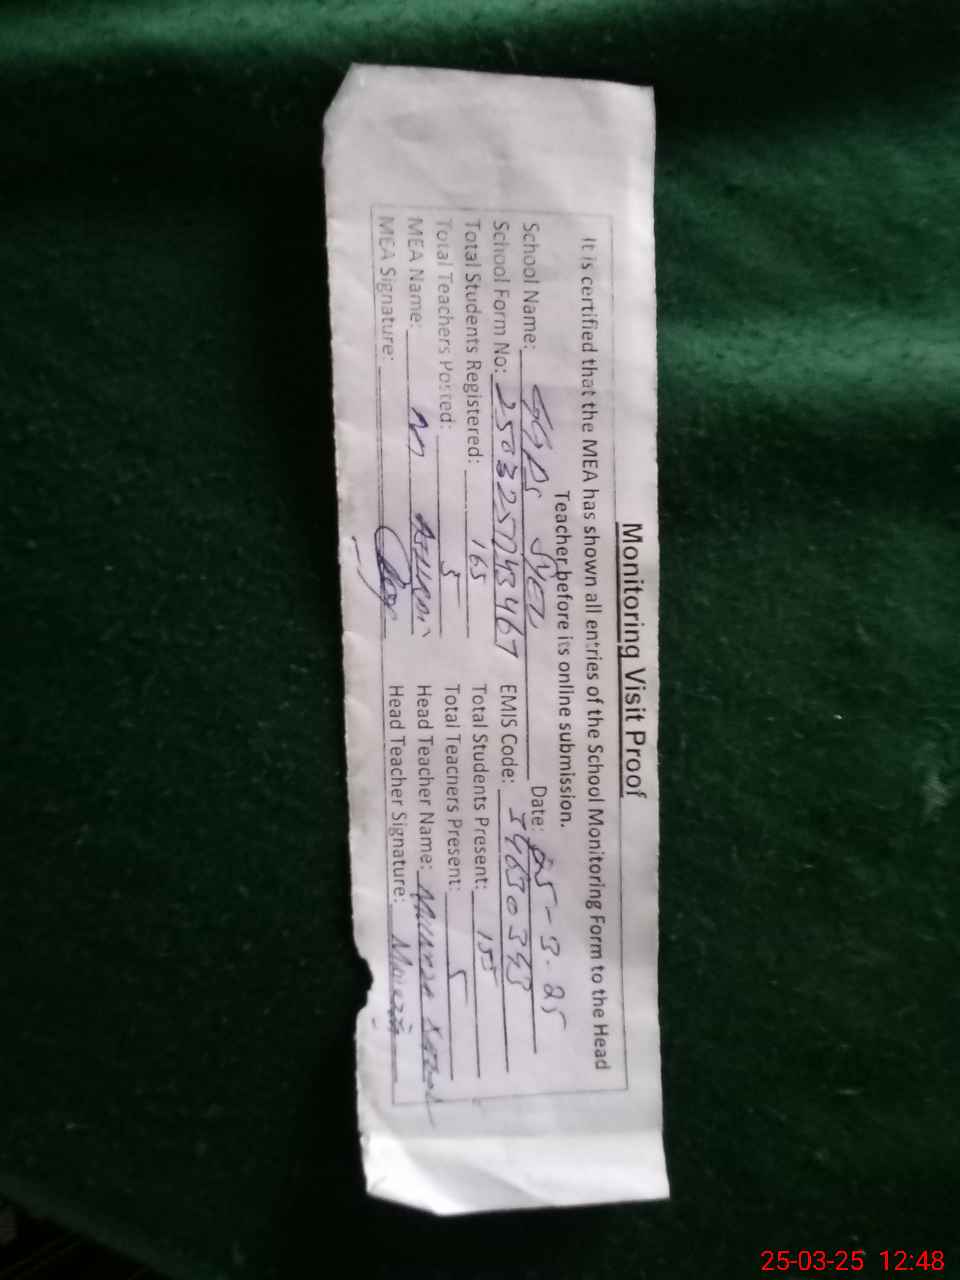 Monitoring Visit Proof
It is certified that the MEA has shown all entries of the School Monitoring Form to the Head
Teacher before its online submission.
School Name: GGPS Date: 25-3-25
School Form No: EMIS Code:
Total Students Registered: 165 Total Students Present: 155
Total Teachers Posted: 5 Total Teachers Present: 5
MEA Name: M Head Teacher Name:
MEA Signature: Head Teacher Signature:
25-03-25 12:48